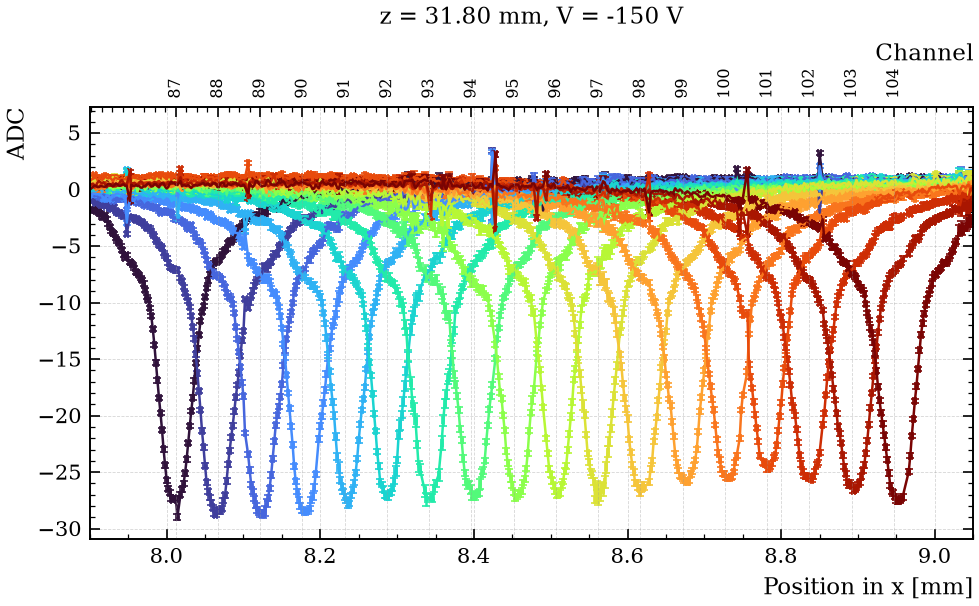 z = 31.80 mm, V = -150 V
Channel
87 88 89 90 91 92 93 94 95 96 97 98 99 100 101 102 103 104
ADC
5
0
−5
−10
−15
−20
−25
−30
8.0 8.2 8.4 8.6 8.8 9.0
Position in x [mm]